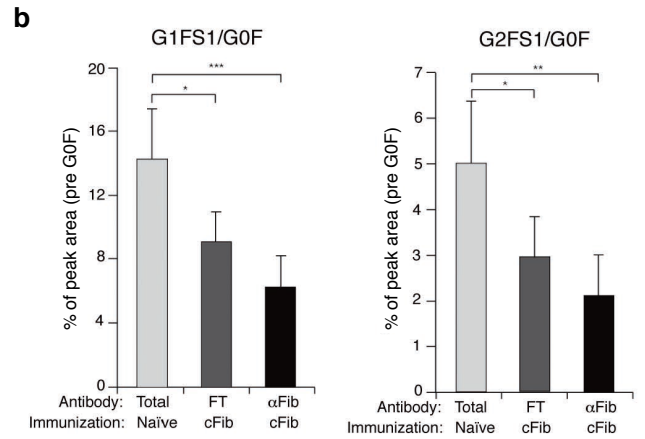 b
G1FS1/G0F
% of peak area (pre G0F)
20
16
12
8
4
0
***
*
Antibody: Total FT αFib
Immunization: Naïve cFib cFib
G2FS1/G0F
% of peak area (pre G0F)
7
6
5
4
3
2
1
0
**
*
Antibody: Total FT αFib
Immunization: Naïve cFib cFib